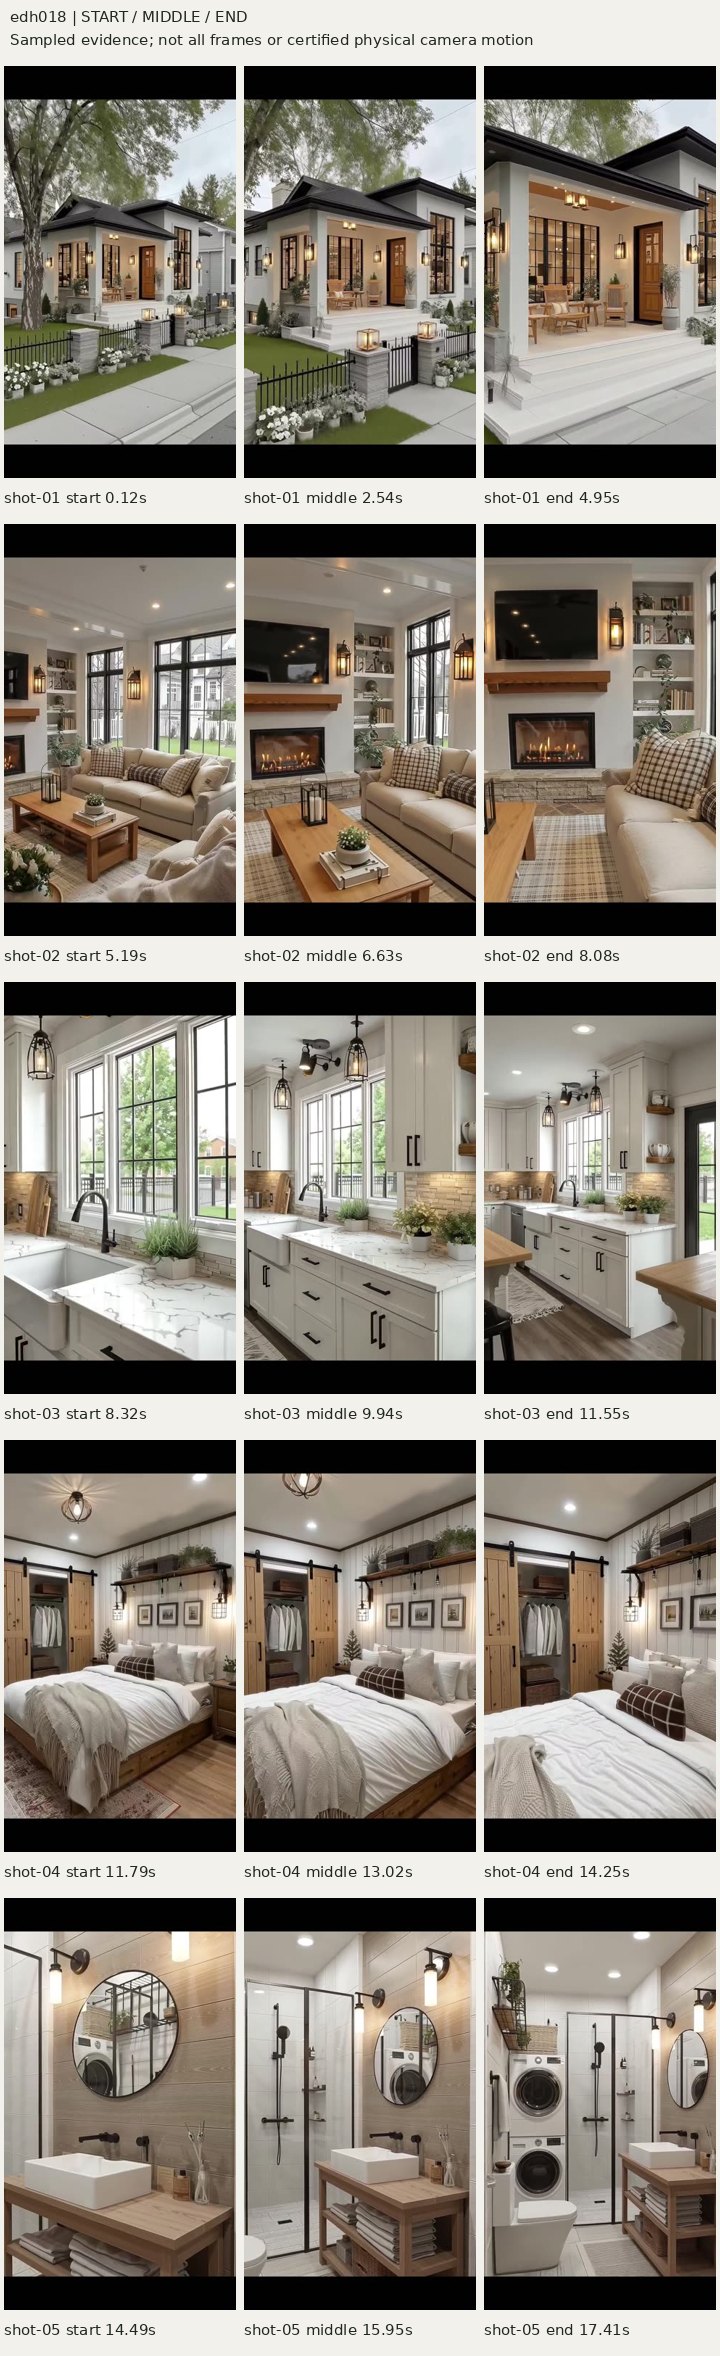 edh018 | START / MIDDLE / END
Sampled evidence; not all frames or certified physical camera motion
shot-01 start 0.12s
shot-01 middle 2.54s
shot-01 end 4.95s
shot-02 start 5.19s
shot-02 middle 6.63s
shot-02 end 8.08s
shot-03 start 8.32s
shot-03 middle 9.94s
shot-03 end 11.55s
shot-04 start 11.79s
shot-04 middle 13.02s
shot-04 end 14.25s
shot-05 start 14.49s
shot-05 middle 15.95s
shot-05 end 17.41s